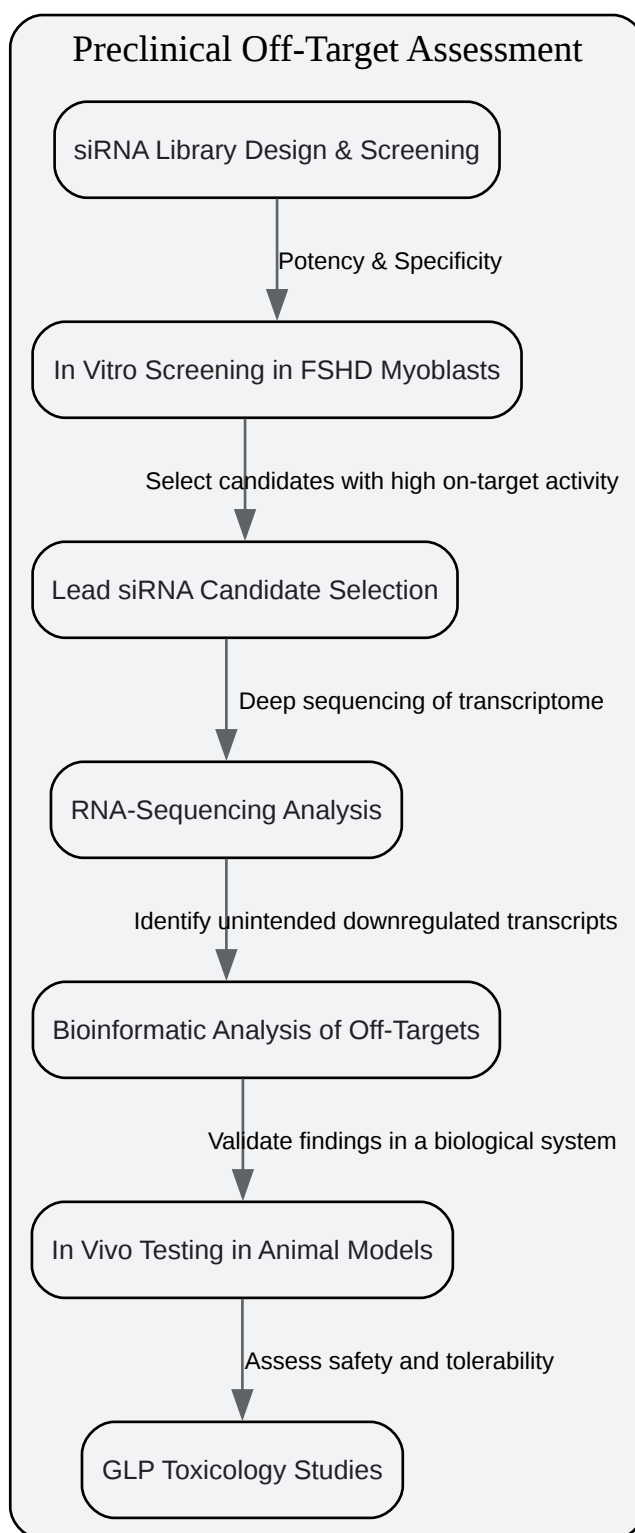 Preclinical Off-Target Assessment
siRNA Library Design & Screening
Potency & Specificity
In Vitro Screening in FSHD Myoblasts
Select candidates with high on-target activity
Lead siRNA Candidate Selection
Deep sequencing of transcriptome
RNA-Sequencing Analysis
Identify unintended downregulated transcripts
Bioinformatic Analysis of Off-Targets
Validate findings in a biological system
In Vivo Testing in Animal Models
Assess safety and tolerability
GLP Toxicology Studies